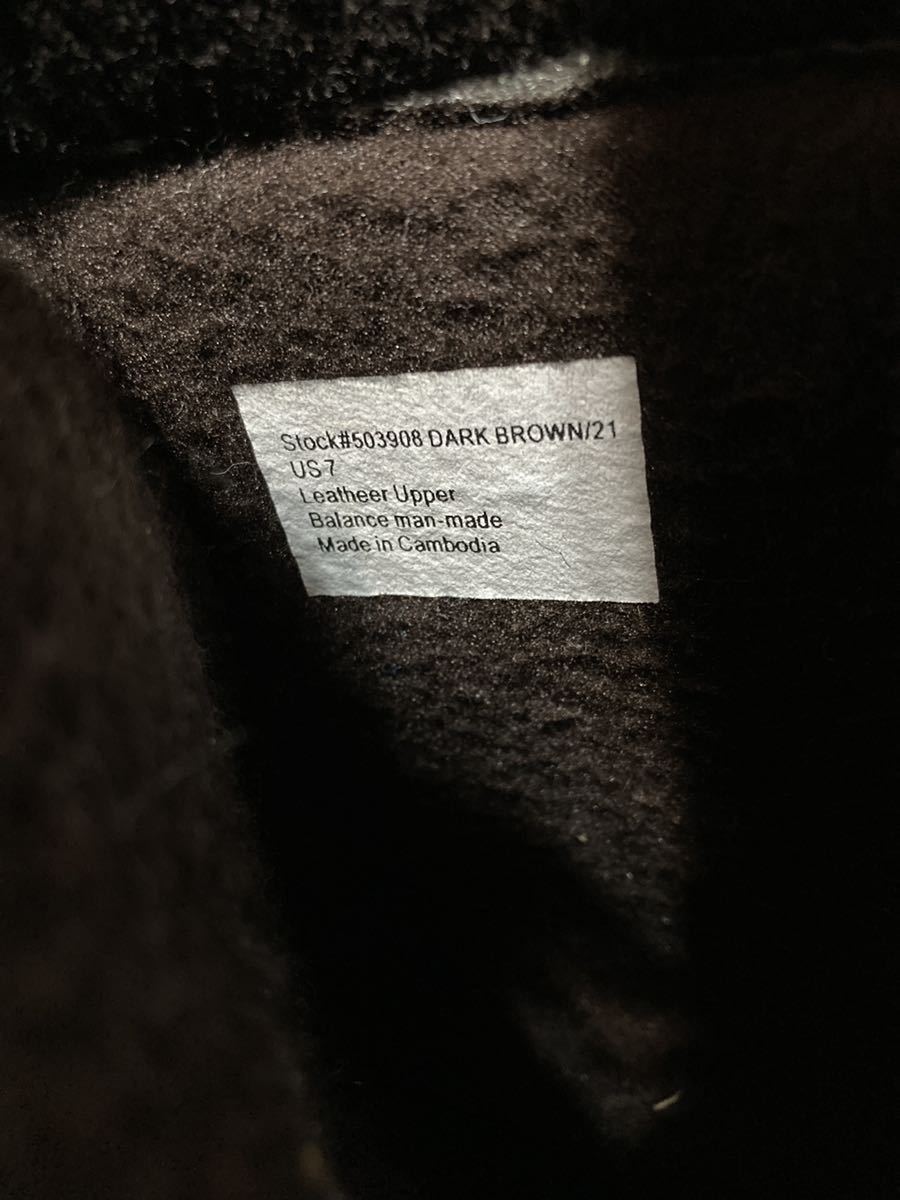 Stock#503908 DARK BROWN/21
US 7
Leatheer Upper
Balance man-made
Made in Cambodia